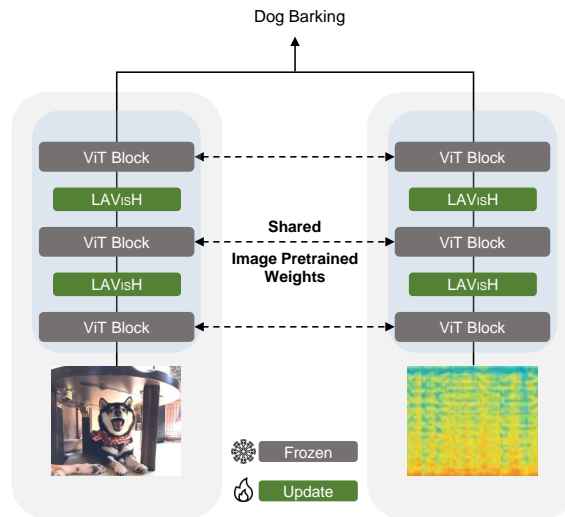 Dog Barking
ViT Block
ViT Block
LAVISH
LAVISH
Shared
ViT Block
ViT Block
Image Pretrained
Weights
LAVISH
LAVISH
ViT Block
ViT Block
Frozen
Update